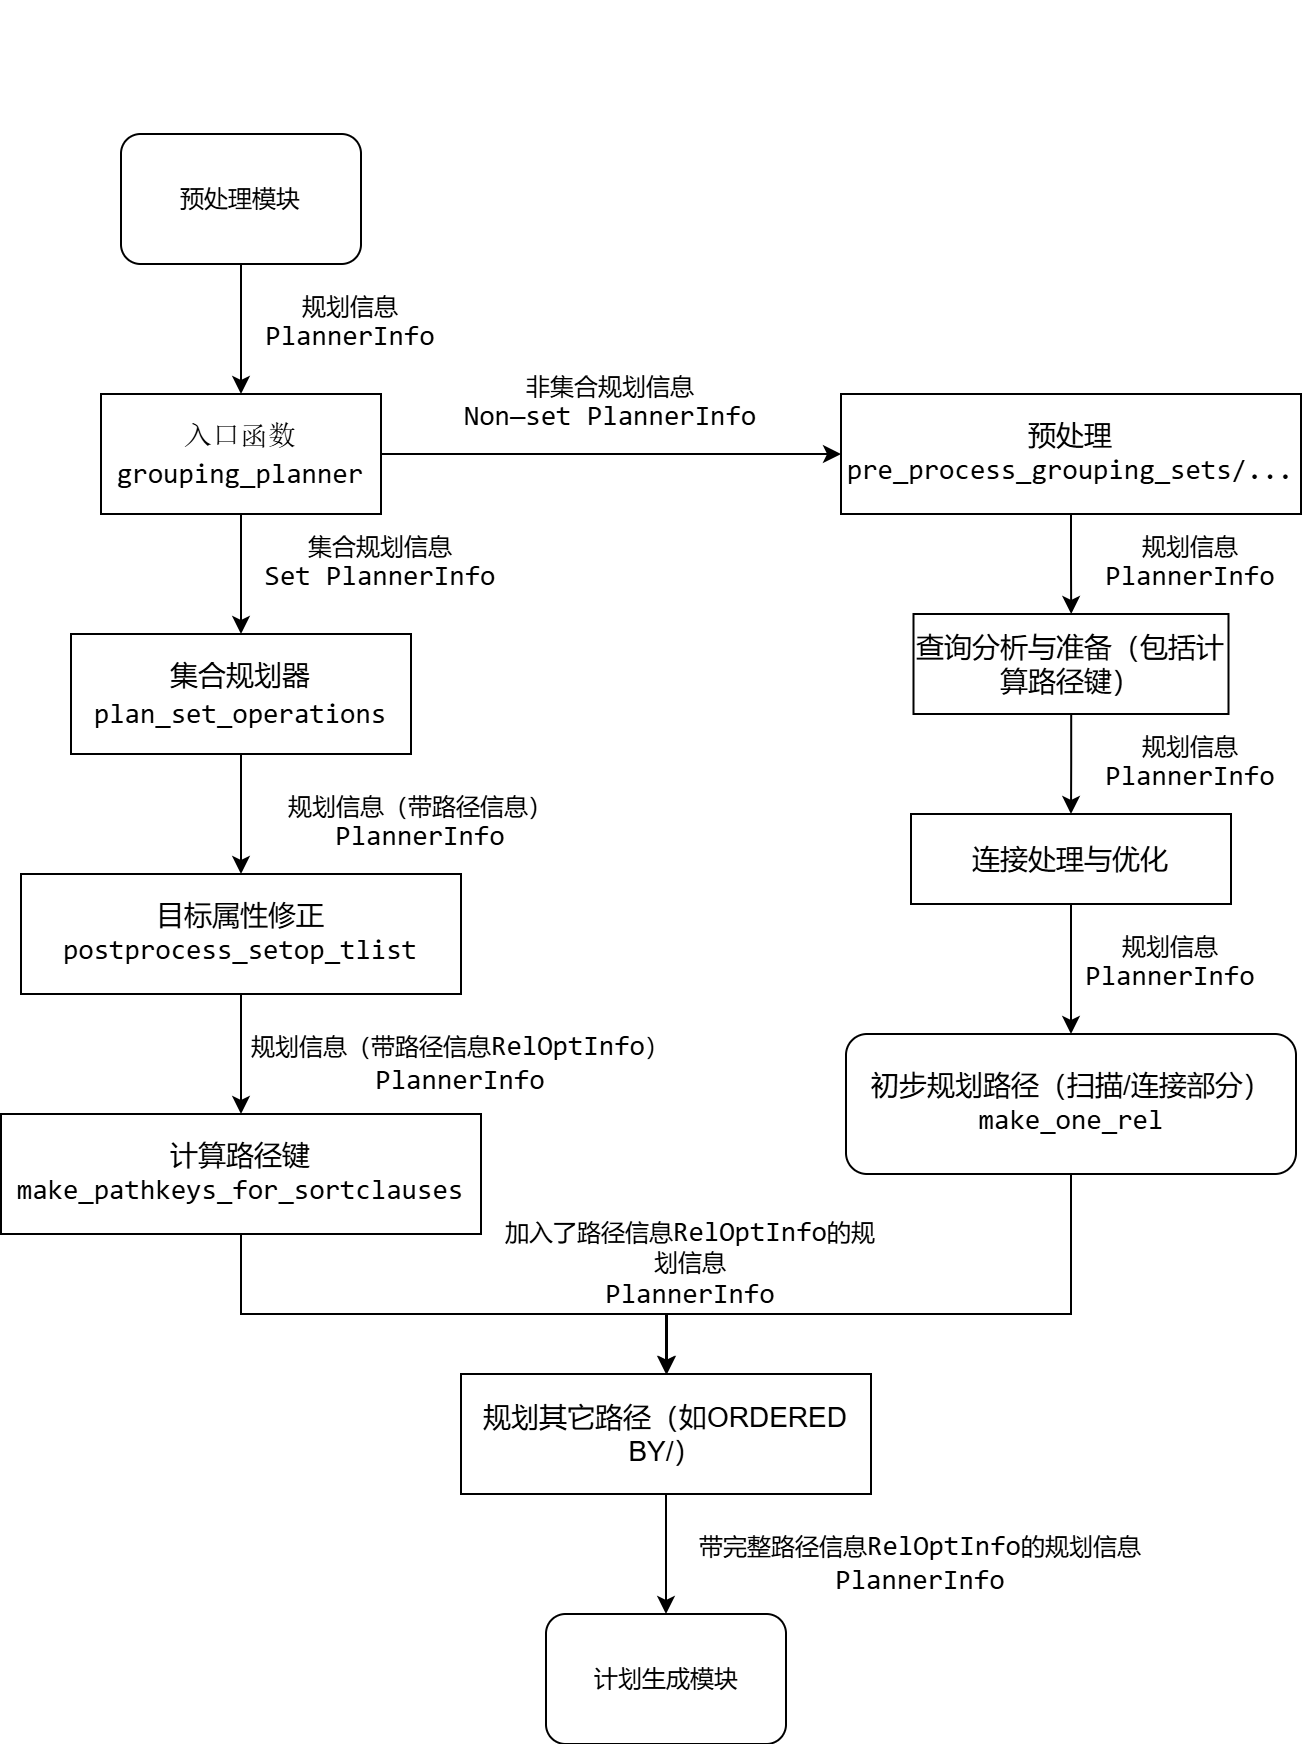 预处理模块
规划信息
PlannerInfo
非集合规划信息
Non—set PlannerInfo
入口函数
grouping_planner
预处理
pre_process_grouping_sets/...
集合规划信息
Set PlannerInfo
规划信息
PlannerInfo
集合规划器
plan_set_operations
查询分析与准备（包括计
算路径键）
规划信息（带路径信息）
PlannerInfo
规划信息
PlannerInfo
目标属性修正
postprocess_setop_tlist
连接处理与优化
规划信息（带路径信息RelOptInfo）
PlannerInfo
规划信息
PlannerInfo
计算路径键
make_pathkeys_for_sortclauses
初步规划路径（扫描/连接部分）
make_one_rel
加入了路径信息RelOptInfo的规
划信息
PlannerInfo
规划其它路径（如ORDERED
BY/）
带完整路径信息RelOptInfo的规划信息
PlannerInfo
计划生成模块